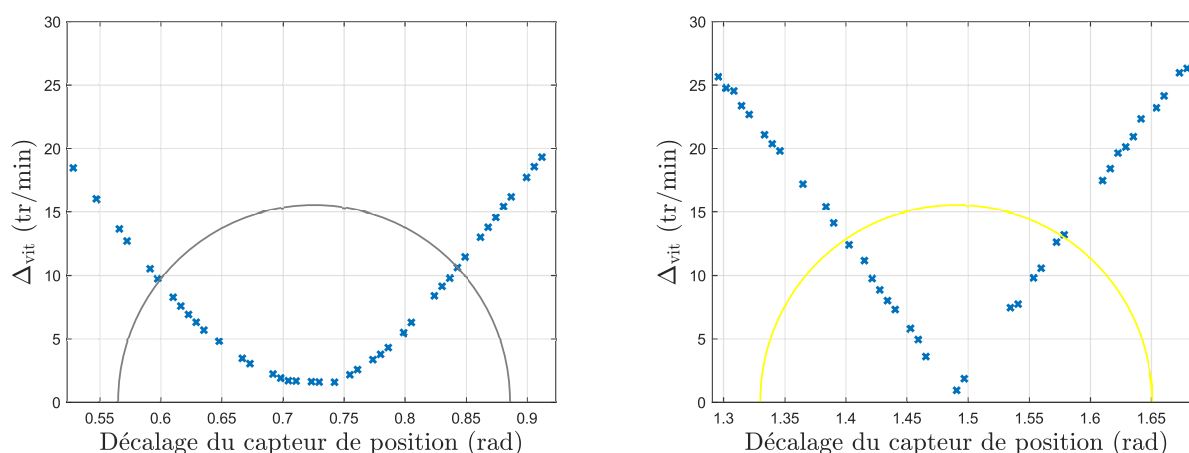 30
25
20
15
10
5
0
Δvit (tr/min)
0.55 0.6 0.65 0.7 0.75 0.8 0.85 0.9
Décalage du capteur de position (rad)
30
25
20
15
10
5
0
Δvit (tr/min)
1.3 1.35 1.4 1.45 1.5 1.55 1.6 1.65
Décalage du capteur de position (rad)